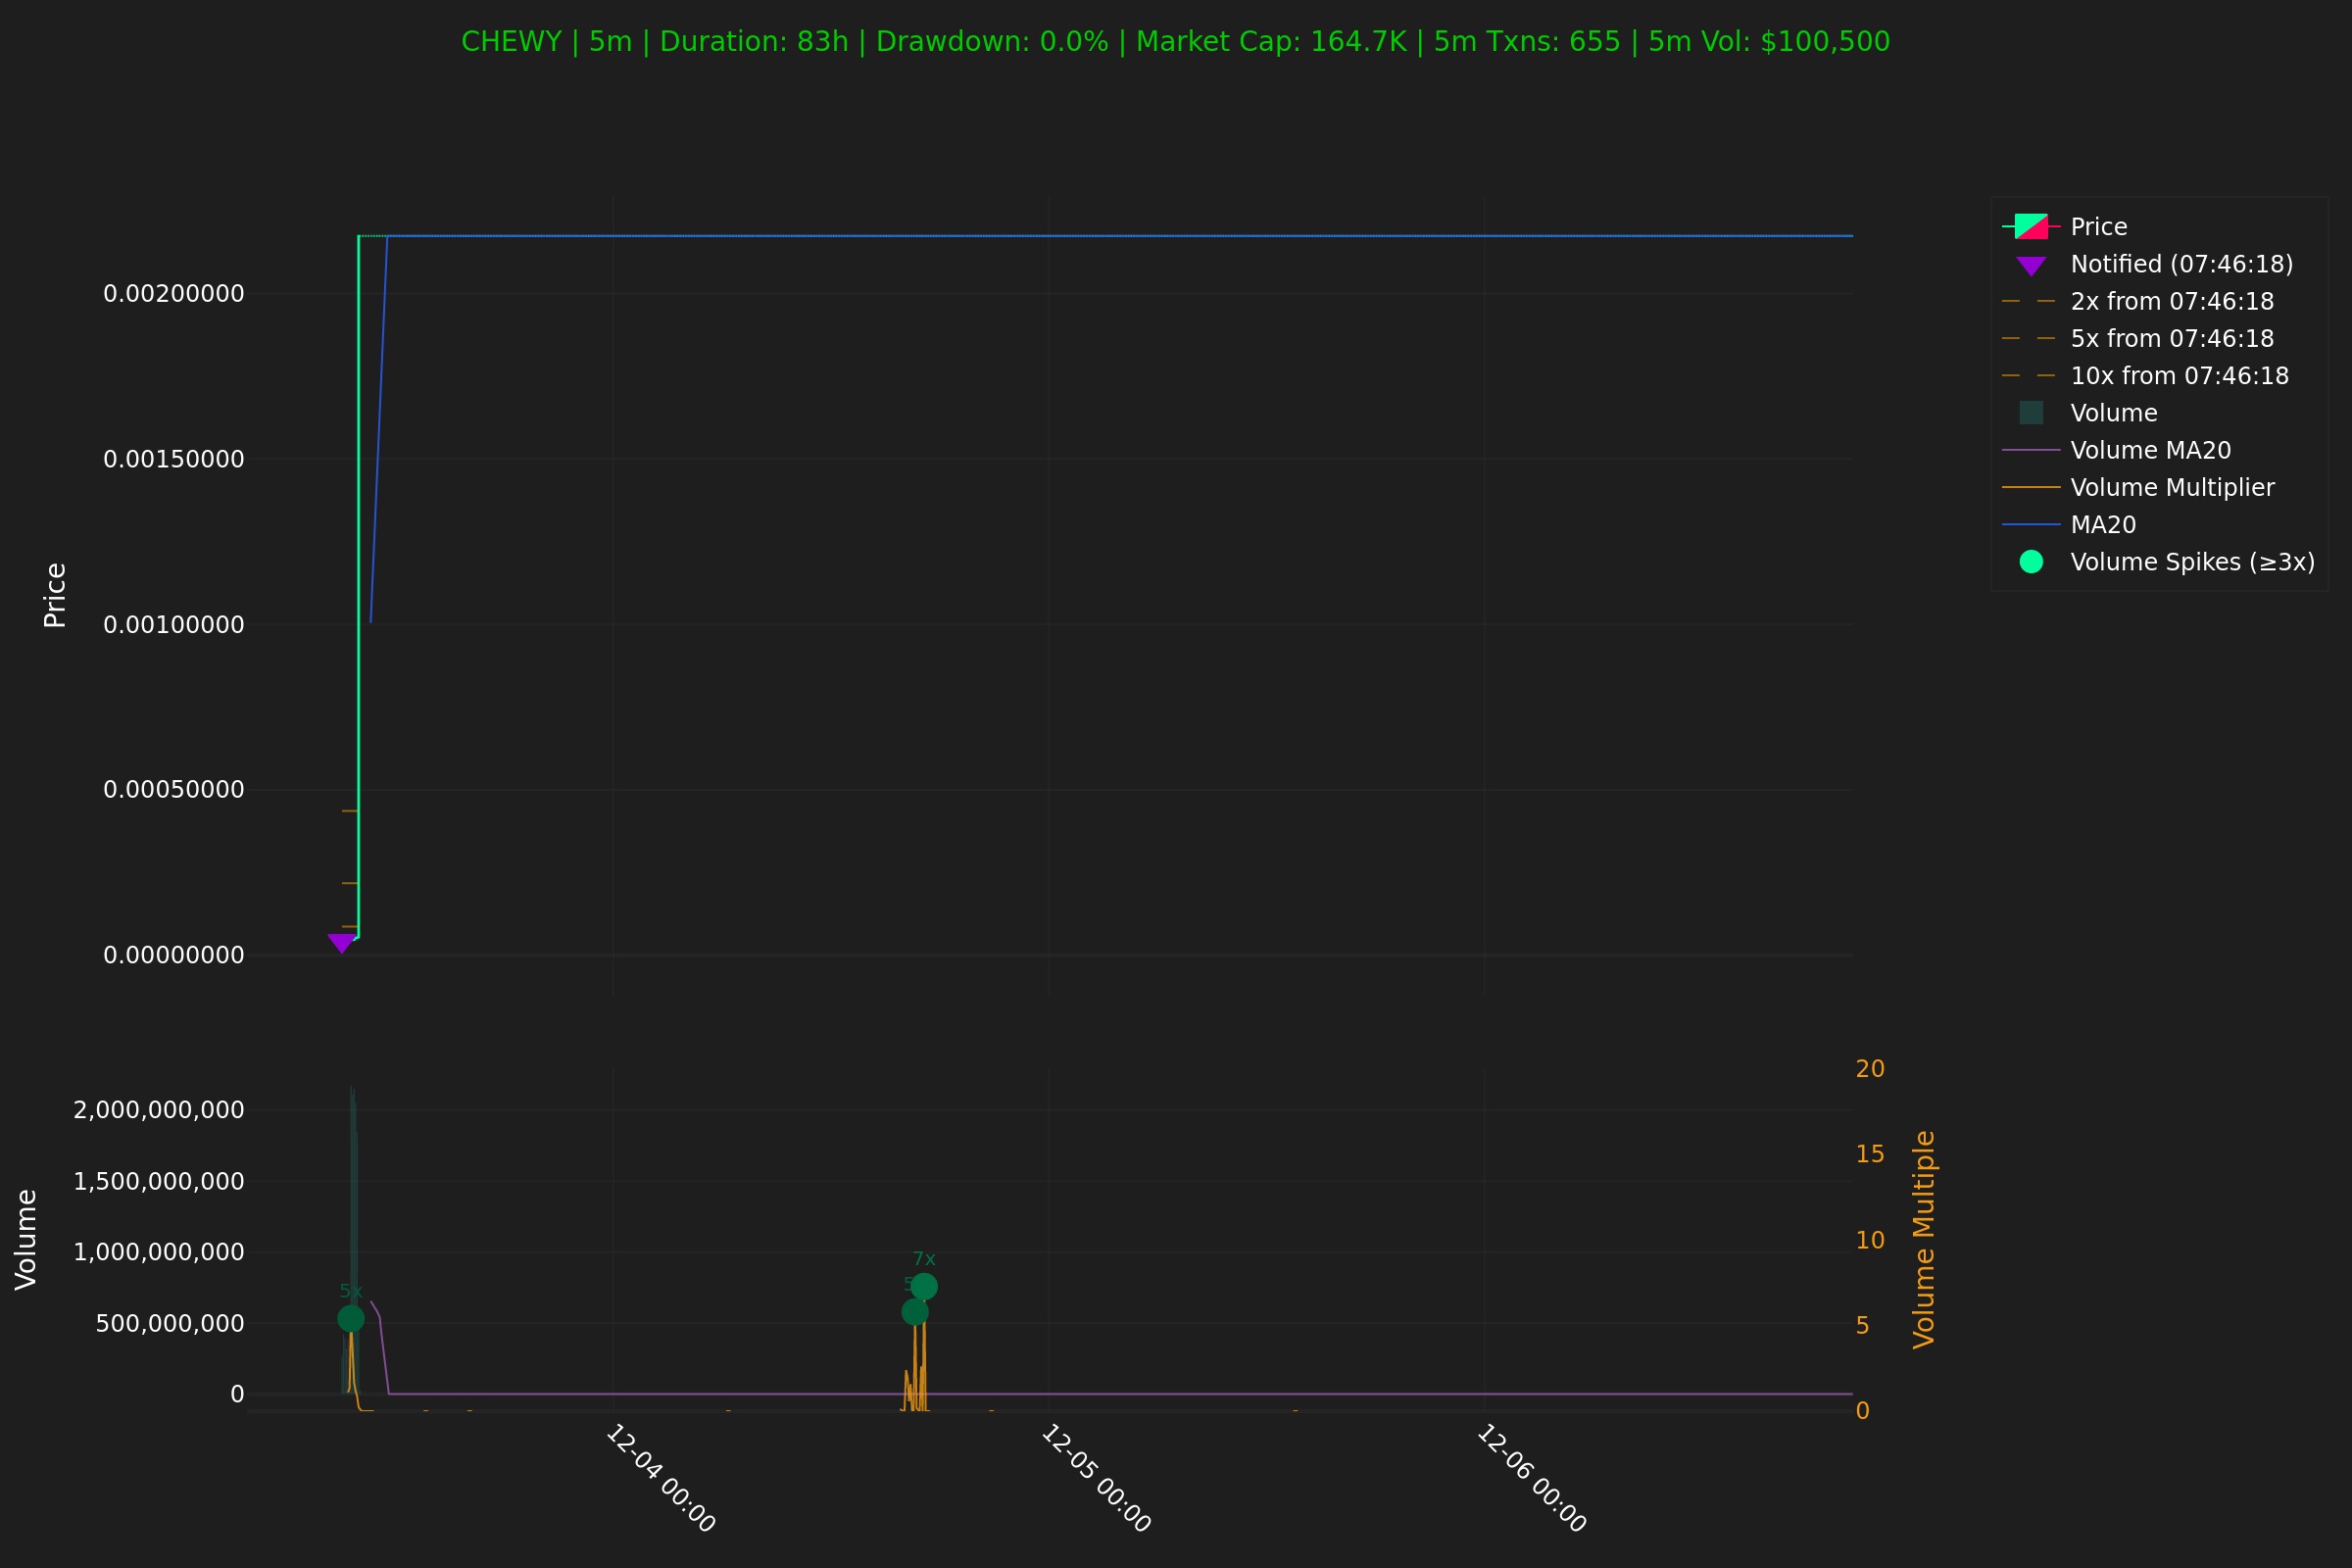 CHEWY | 5m | Duration: 83h | Drawdown: 0.0% | Market Cap: 164.7K | 5m Txns: 655 | 5m Vol: $100,500
Price
Notified (07:46:18)
2x from 07:46:18
5x from 07:46:18
10x from 07:46:18
Volume
Volume MA20
Volume Multiplier
MA20
Volume Spikes (≥3x)
Price
0.00200000
0.00150000
0.00100000
0.00050000
0.00000000
Volume
2,000,000,000
1,500,000,000
1,000,000,000
500,000,000
0
5x
7x
20
15
10
5
0
Volume Multiple
12-04 00:00
12-05 00:00
12-06 00:00